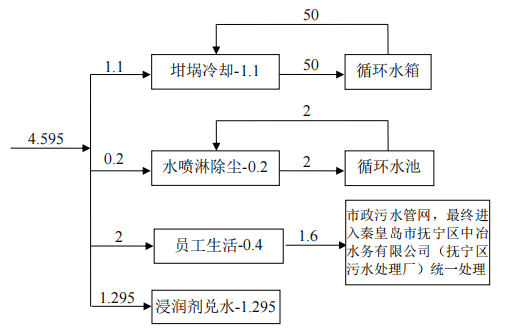 50
1.1
坩埚冷却-1.1
50
循环水箱
2
4.595
0.2
水喷淋除尘-0.2
2
循环水池
2
员工生活-0.4
1.6
市政污水管网，最终进
入秦皇岛市抚宁区中冶
水务有限公司（抚宁区
污水处理厂）统一处理
1.295
浸润剂兑水-1.295